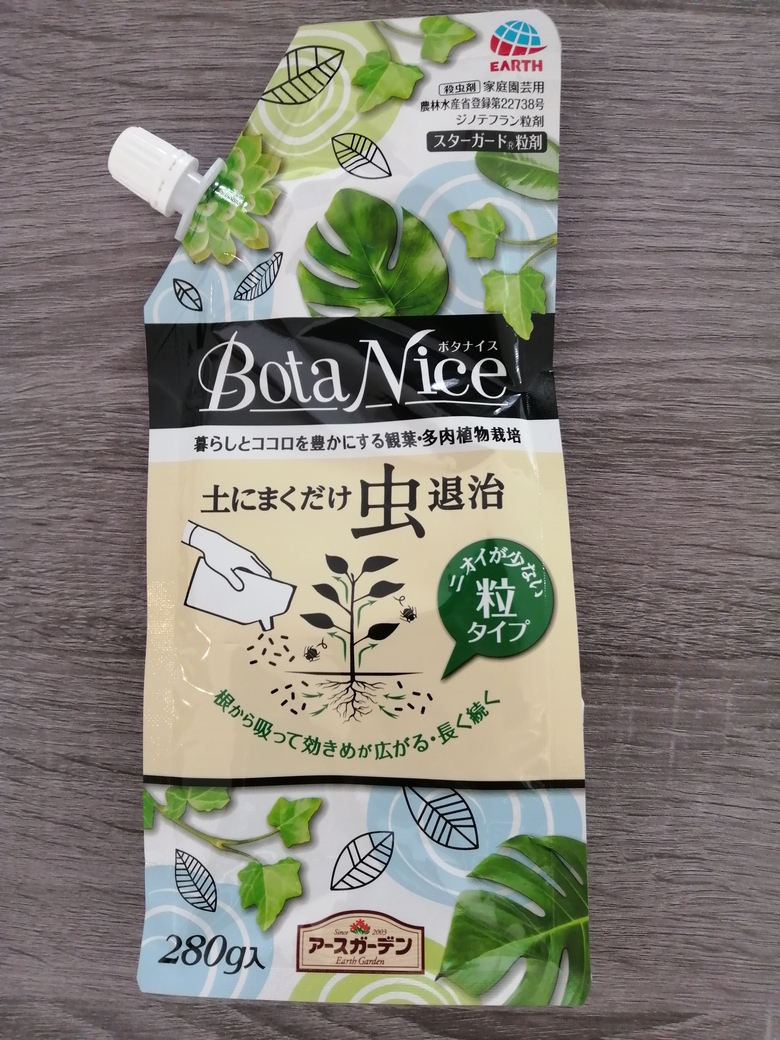 EARTH
殺虫剤 家庭園芸用
農林水産省登録第22738号
ジノテフラン粒剤
スターガード®粒剤
ボタナイス
BotaNice
暮らしとココロを豊かにする観葉・多肉植物栽培
土にまくだけ虫退治
ニオイが少ない
粒
タイプ
根から吸って効きめが広がる・長く続く
Since 2003
アースガーデン
Earth Garden
280g入